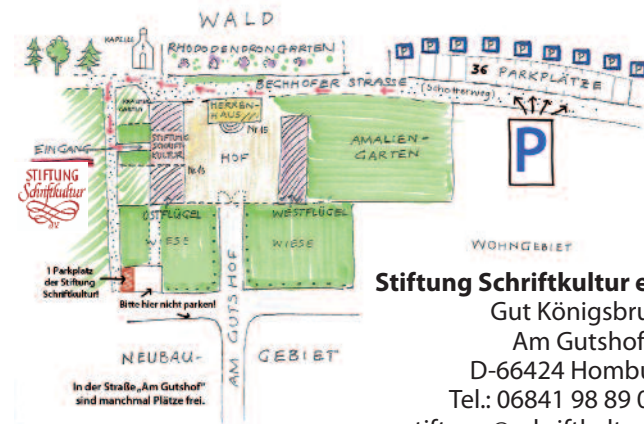 WALD
KAPELLE
RHODODENDRONGARTEN
P P P P P P P P P
36 PARKPLÄTZE
BECHHOFER STRASSE (Schotterweg)
KRÄUTER
GARTEN
HERREN-
HAUS
Nr 15
EINGANG
STIFTUNG
SCHRIFT-
KULTUR
HOF
AMALIEN-
GARTEN
P
STIFTUNG
Schriftkultur
e.V.
OSTFLÜGEL
WIESE
WESTFLÜGEL
WIESE
WOHNGEBIET
1 Parkplatz
der Stiftung
Schriftkultur!
Bitte hier nicht parken!
AM GUTSHOF
NEUBAU- GEBIET
In der Straße „Am Gutshof“
sind manchmal Plätze frei.
Stiftung Schriftkultur e
Gut Königsbru
Am Gutshof
D-66424 Hombu
Tel.: 06841 98 89 0